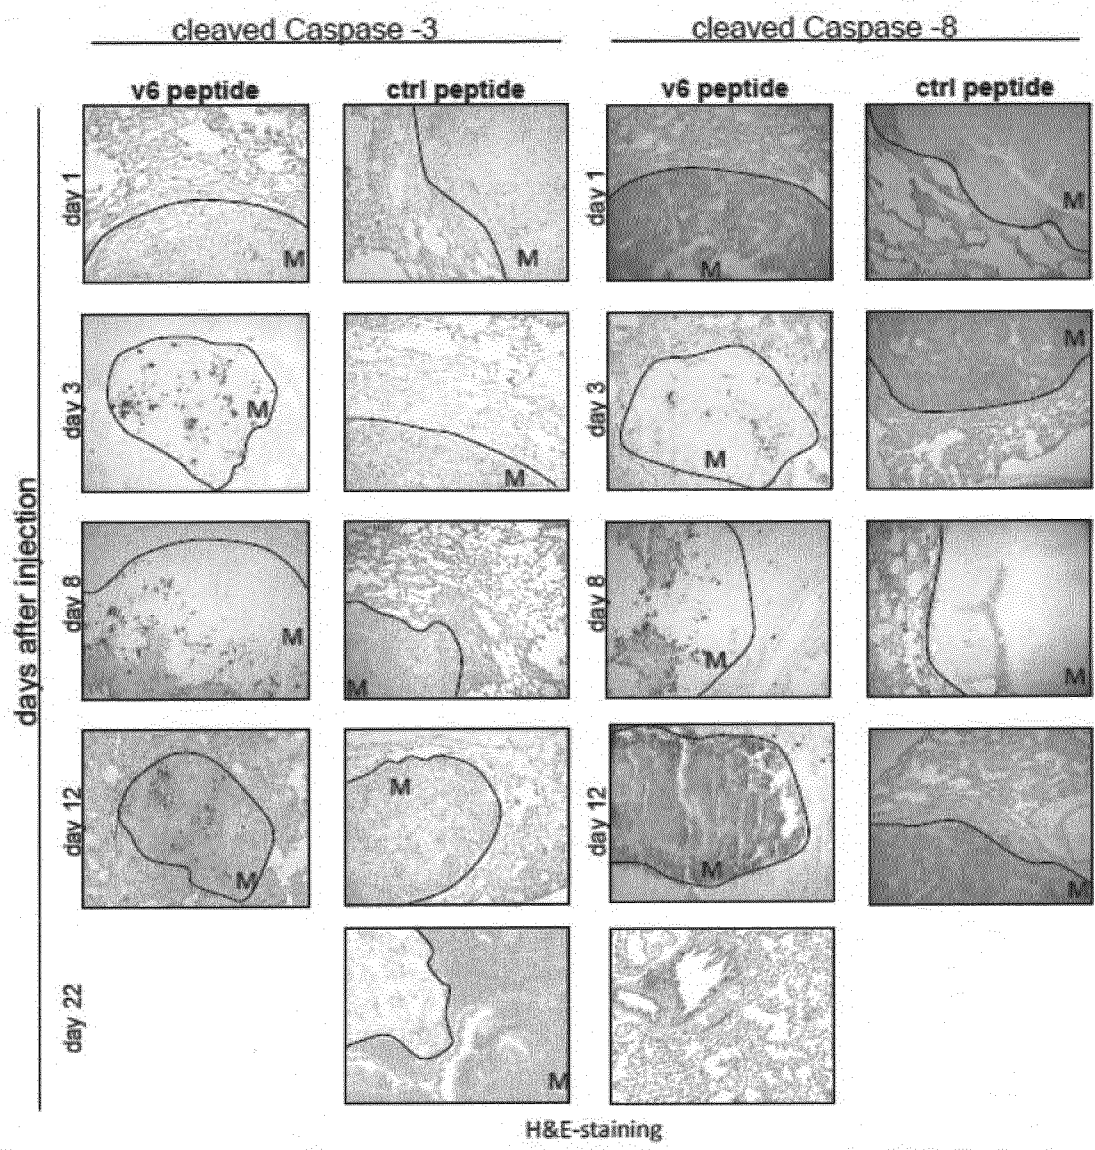 cleaved Caspase -3 cleaved Caspase -8
v6 peptide ctrl peptide v6 peptide ctrl peptide
days after injection
day 1 M M day 1 M M
day 3 M M day 3 M M
day 8 M M day 8 M M
day 12 M M day 12 M M
day 22 M
H&E-staining